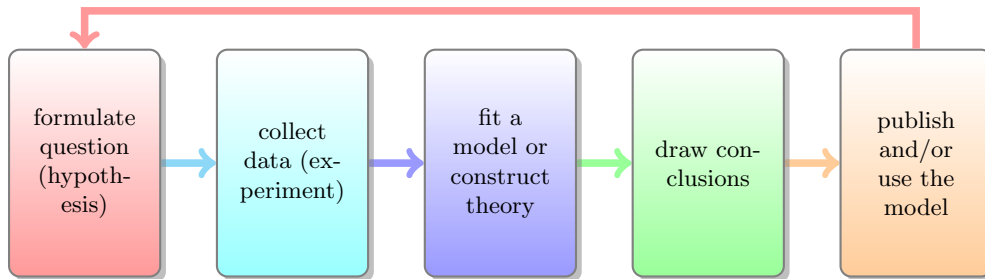 formulate
question
(hypoth-
esis)
collect
data (ex-
periment)
fit a
model or
construct
theory
draw con-
clusions
publish
and/or
use the
model